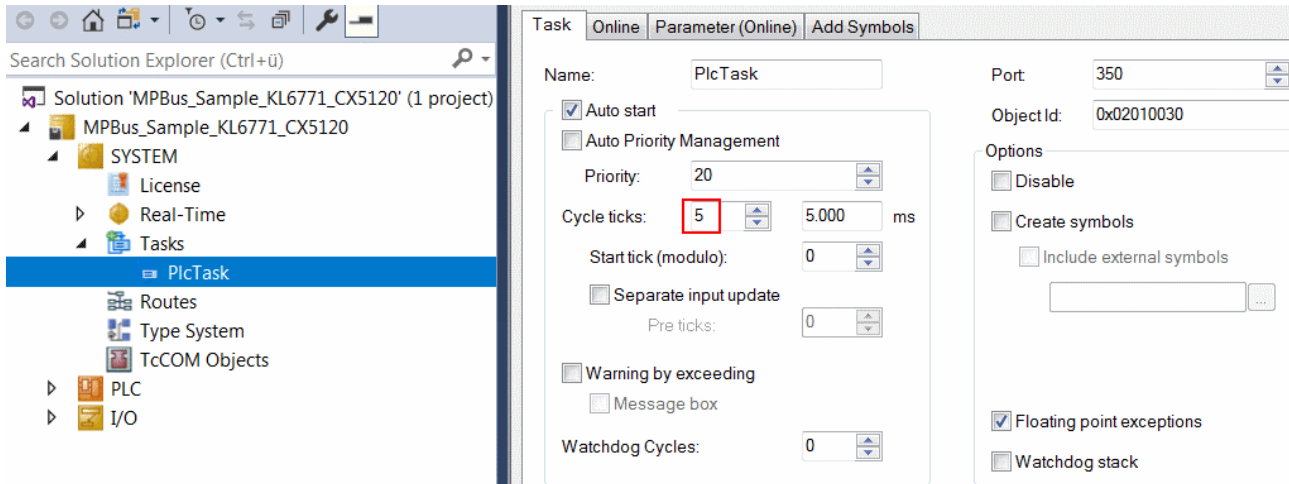 Search Solution Explorer (Ctrl+ü)
Solution 'MPBus_Sample_KL6771_CX5120' (1 project)
MPBus_Sample_KL6771_CX5120
SYSTEM
License
Real-Time
Tasks
PlcTask
Routes
Type System
TcCOM Objects
PLC
I/O
Task Online Parameter (Online) Add Symbols
Name: PlcTask
Auto start
Auto Priority Management
Priority: 20
Cycle ticks: 5 5.000 ms
Start tick (modulo): 0
Separate input update
Pre ticks: 0
Warning by exceeding
Message box
Watchdog Cycles: 0
Port: 350
Object Id: 0x02010030
Options
Disable
Create symbols
Include external symbols
...
Floating point exceptions
Watchdog stack